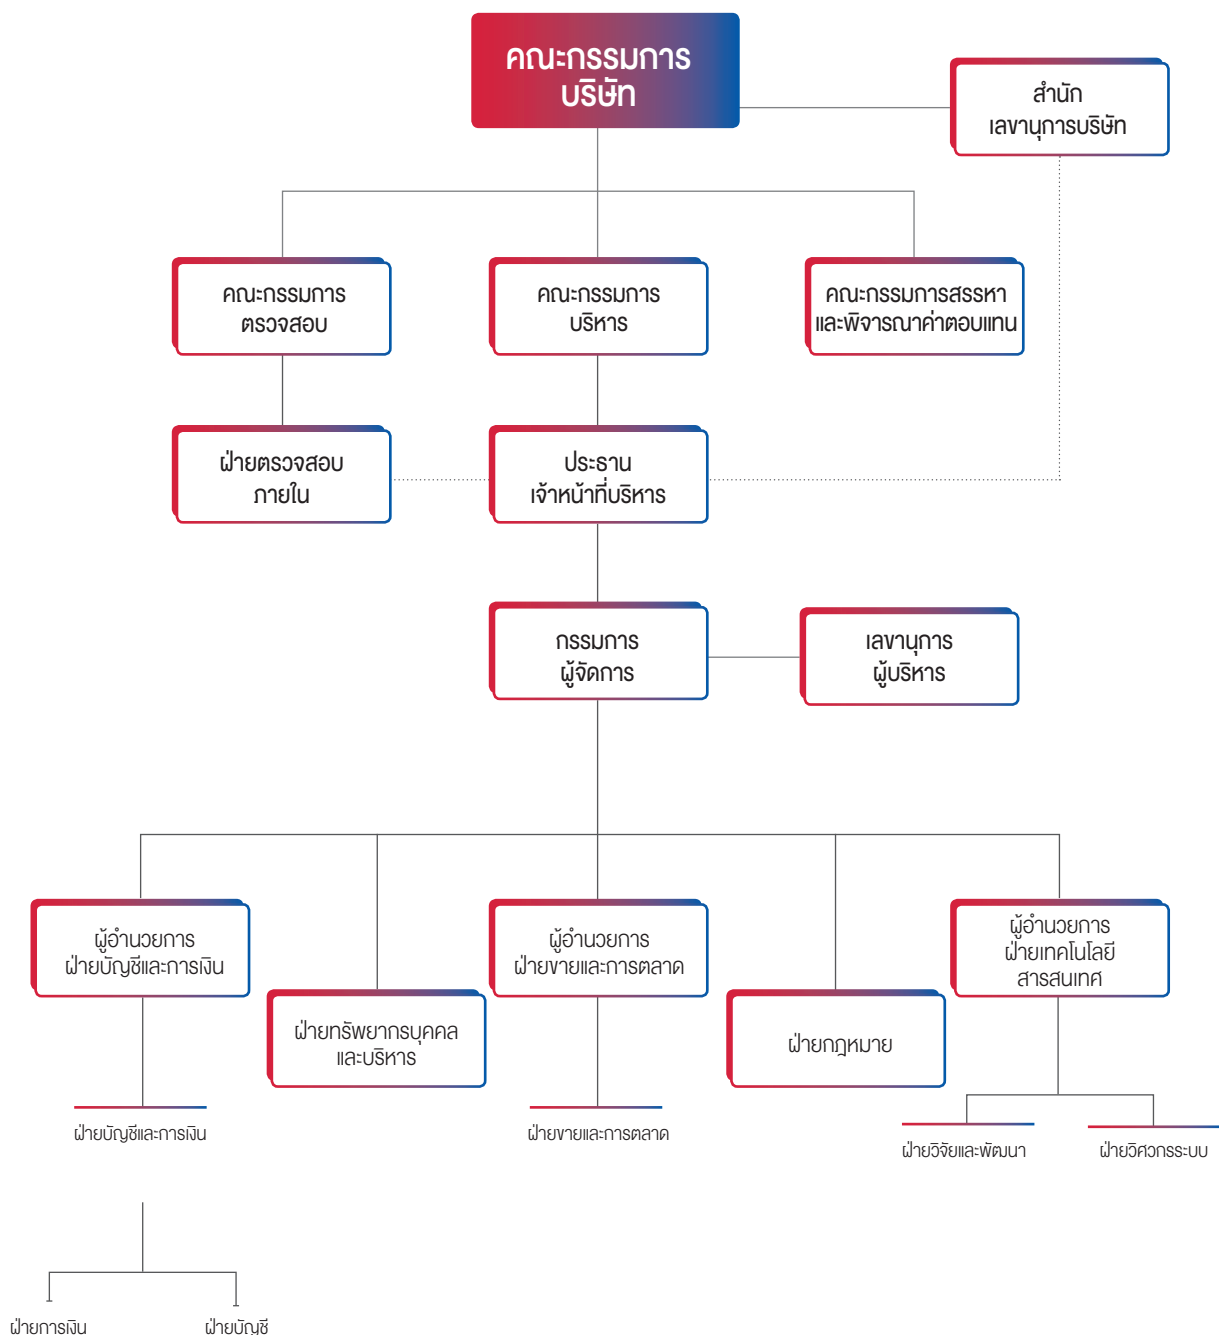 คณะกรรมการ
บริษัท
สำนัก
เลขานุการบริษัท
คณะกรรมการ
ตรวจสอบ
คณะกรรมการ
บริหาร
คณะกรรมการสรรหา
และพิจารณาค่าตอบแทน
ฝ่ายตรวจสอบ
ภายใน
ประธาน
เจ้าหน้าที่บริหาร
กรรมการ
ผู้จัดการ
เลขานุการ
ผู้บริหาร
ผู้อำนวยการ
ฝ่ายบัญชีและการเงิน
ผู้อำนวยการ
ฝ่ายขายและการตลาด
ผู้อำนวยการ
ฝ่ายเทคโนโลยี
สารสนเทศ
ฝ่ายทรัพยากรบุคคล
และบริหาร
ฝ่ายกฎหมาย
ฝ่ายบัญชีและการเงิน
ฝ่ายขายและการตลาด
ฝ่ายวิจัยและพัฒนา
ฝ่ายวิศวกรระบบ
ฝ่ายการเงิน
ฝ่ายบัญชี